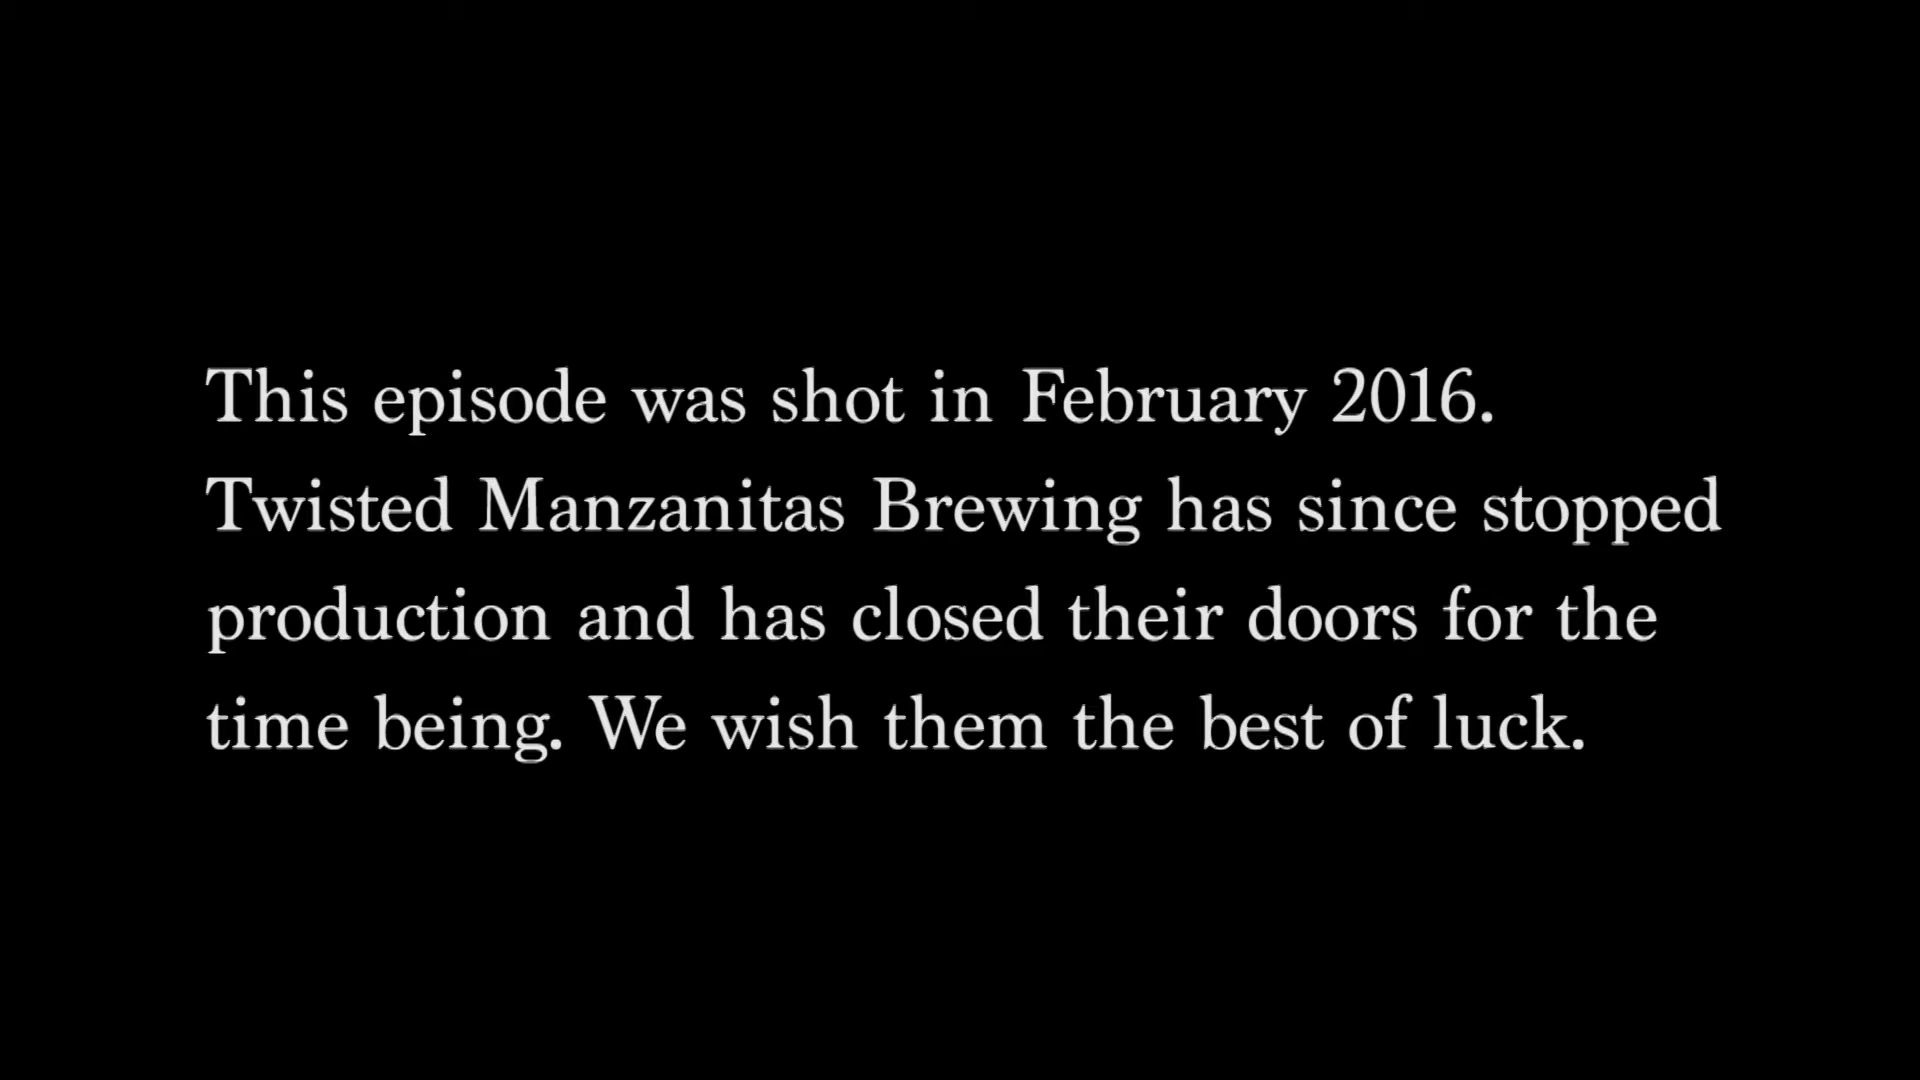 This episode was shot in February 2016.
Twisted Manzanitas Brewing has since stopped
production and has closed their doors for the
time being. We wish them the best of luck.